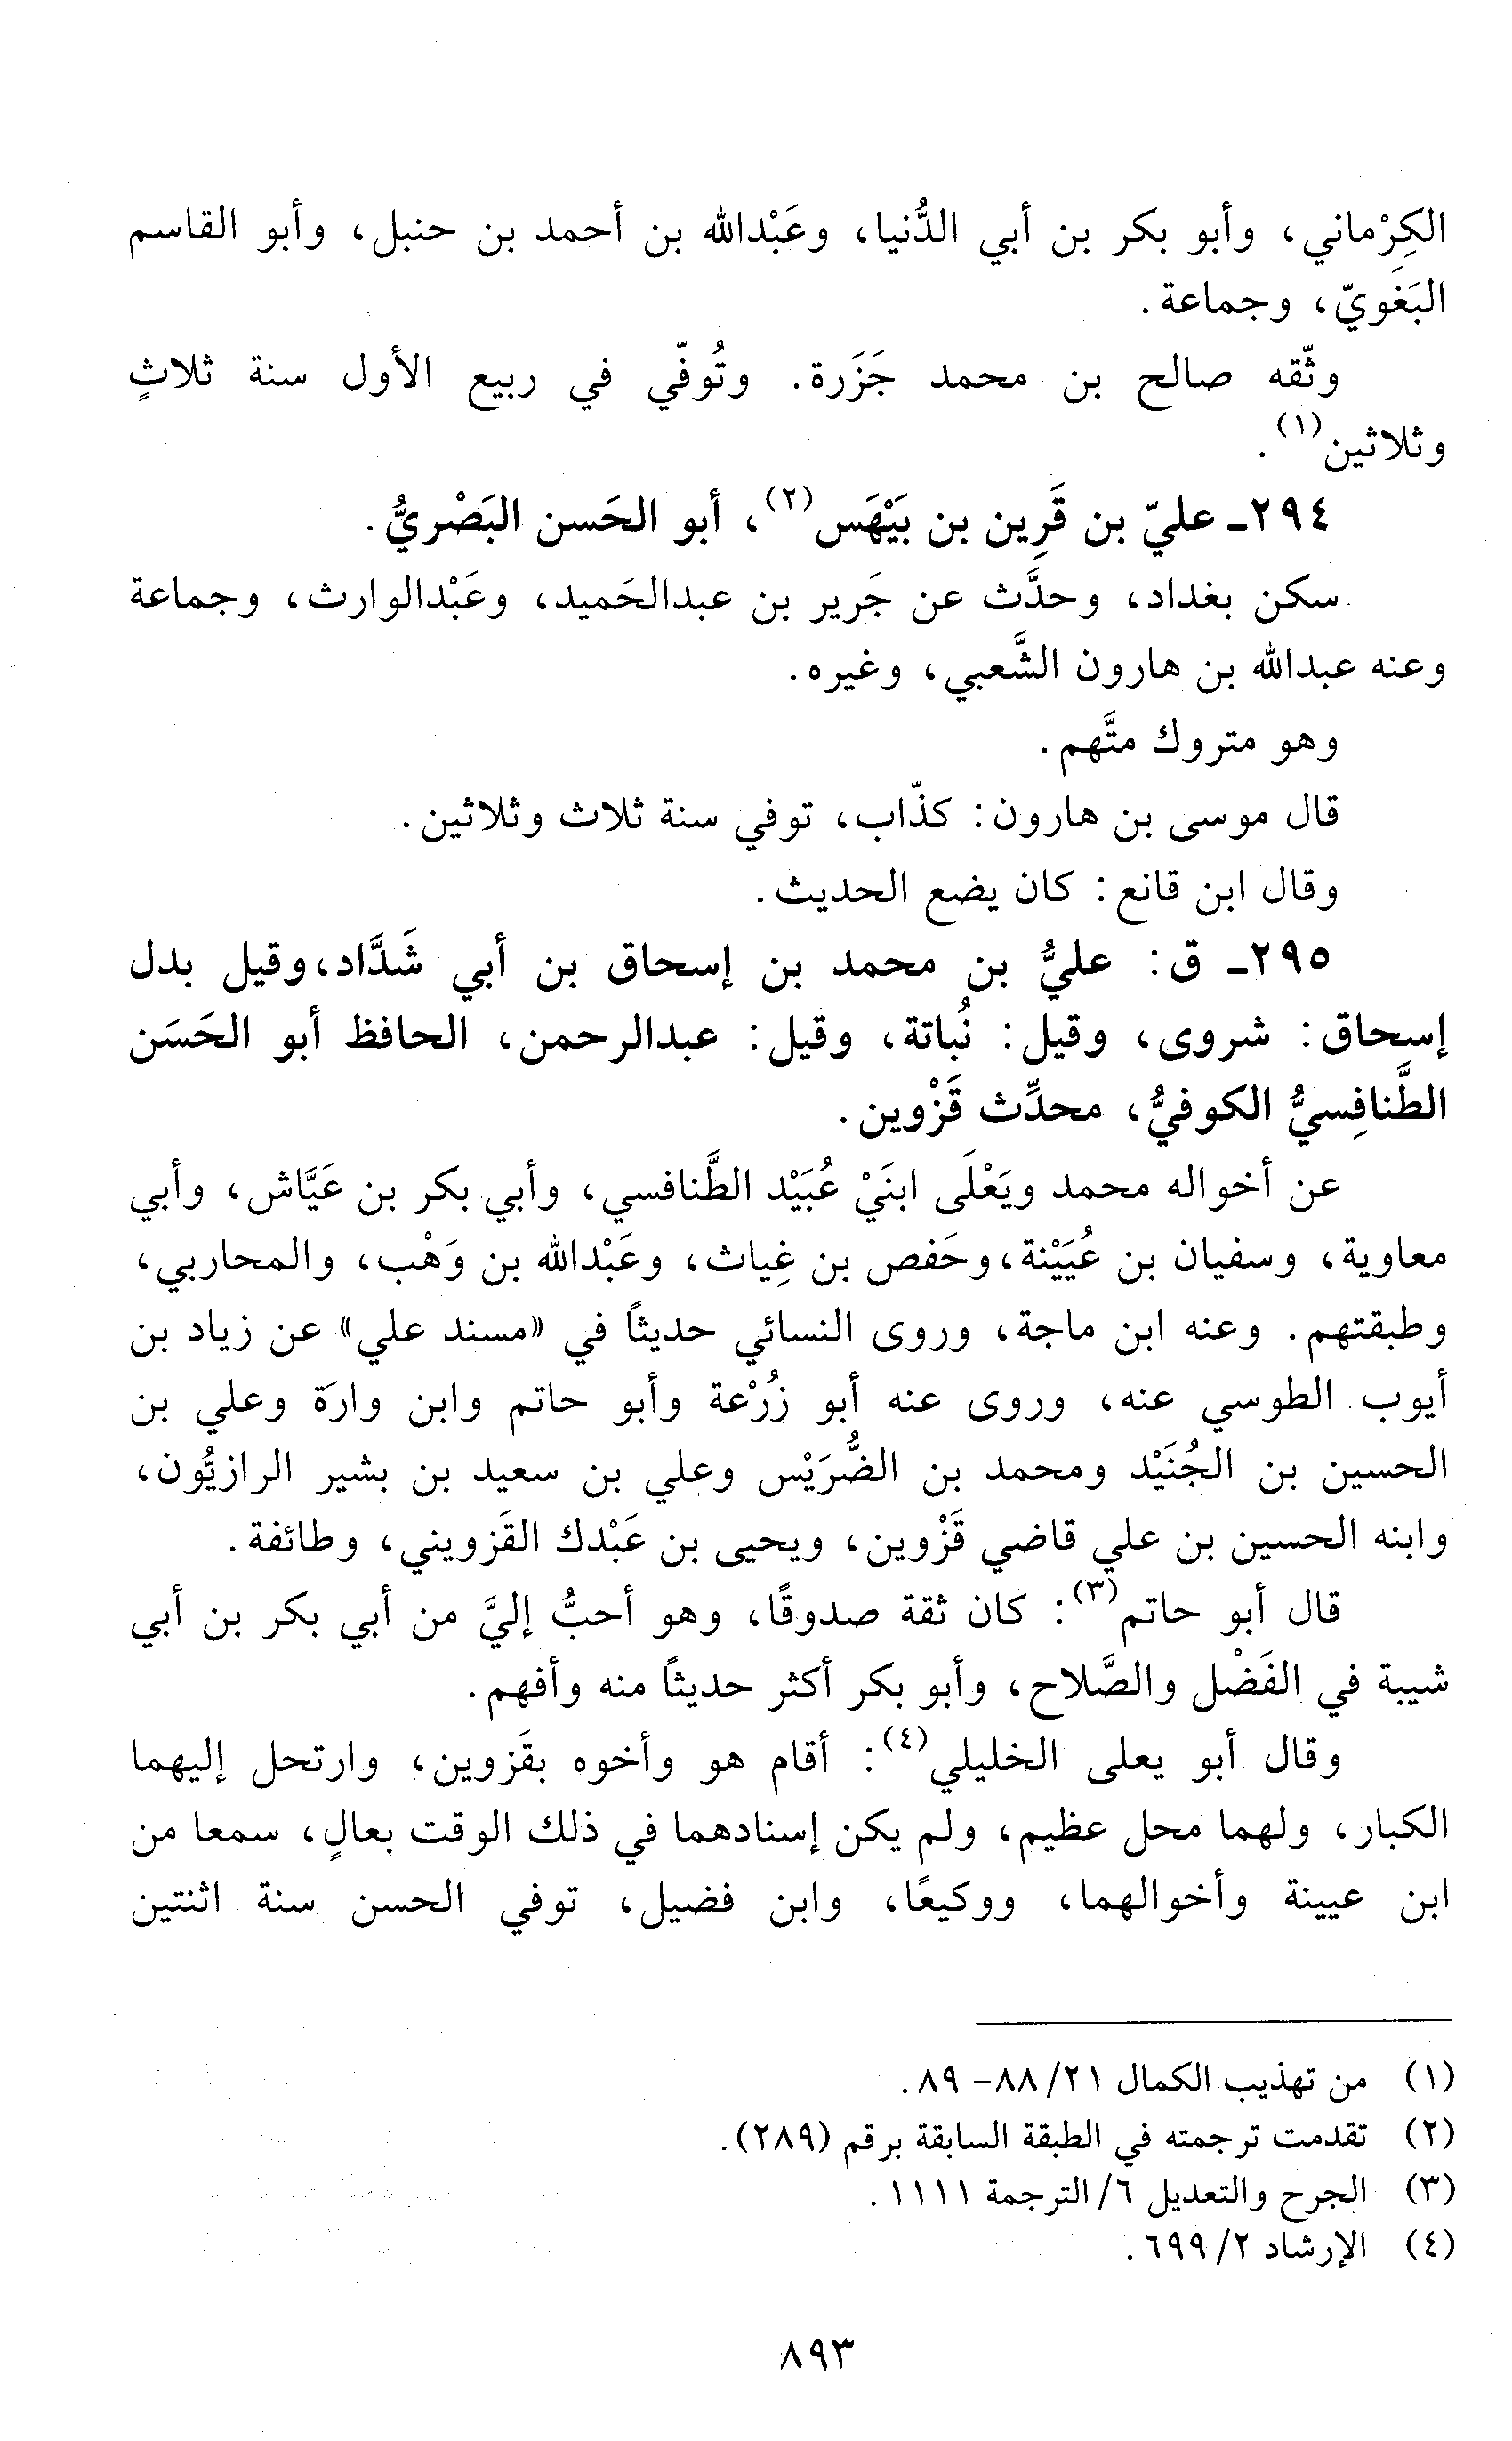 الكِرْماني، وأبو بكر بن أبي الدُّنيا، وعَبْدالله بن أحمد بن حنبل، وأبو القاسم
البَغَويّ، وجماعة.
وثّقه صالح بن محمد جَزَرة. وتُوفّي في ربيع الأول سنة ثلاثٍ
وثلاثين(١).
٢٩٤ـ عليّ بن قَرِين بن بَيْهَس(٢)، أبو الحَسن البَصْريُّ.
سكن بغداد، وحدَّث عن جَرير بن عبدالحَميد، وعَبْدالوارث، وجماعة
وعنه عبدالله بن هارون الشَّعبي، وغيره.
وهو متروك متَّهم.
قال موسى بن هارون: كذّاب، توفي سنة ثلاث وثلاثين.
وقال ابن قانع: كان يضع الحديث.
٢٩٥ـ ق: عليُّ بن محمد بن إسحاق بن أبي شَدَّاد، وقيل بدل
إسحاق: شروى، وقيل: نُباتة، وقيل: عبدالرحمن، الحافظ أبو الحَسَن
الطَّنافِسيُّ الكوفيُّ، محدِّث قَزْوين.
عن أخواله محمد ويَعْلَى ابنَيْ عُبَيْد الطَّنافسي، وأبي بكر بن عَيَّاش، وأبي
معاوية، وسفيان بن عُيَيْنة، وحَفص بن غِياث، وعَبْدالله بن وَهْب، والمحاربي،
وطبقتهم. وعنه ابن ماجة، وروى النسائي حديثاً في «مسند علي» عن زياد بن
أيوب الطوسي عنه، وروى عنه أبو زُرْعة وأبو حاتم وابن وارَة وعلي بن
الحسين بن الجُنَيْد ومحمد بن الضُّرَيْس وعلي بن سعيد بن بشير الرازيُّون،
وابنه الحسين بن علي قاضي قَزْوين، ويحيى بن عَبْدك القَزويني، وطائفة.
قال أبو حاتم(٣): كان ثقة صدوقًا، وهو أحبُّ إليَّ من أبي بكر بن أبي
شيبة في الفَضْل والصَّلاح، وأبو بكر أكثر حديثاً منه وأفهم.
وقال أبو يعلى الخليلي(٤): أقام هو وأخوه بقَزوين، وارتحل إليهما
الكبار، ولهما محل عظيم، ولم يكن إسنادهما في ذلك الوقت بعالٍ، سمعا من
ابن عيينة وأخوالهما، ووكيعًا، وابن فضيل، توفي الحسن سنة اثنتين
(١) من تهذيب الكمال ٢١/ ٨٨- ٨٩.
(٢) تقدمت ترجمته في الطبقة السابقة برقم (٢٨٩).
(٣) الجرح والتعديل ٦/ الترجمة ١١١١.
(٤) الإرشاد ٢/ ٦٩٩.
٨٩٣